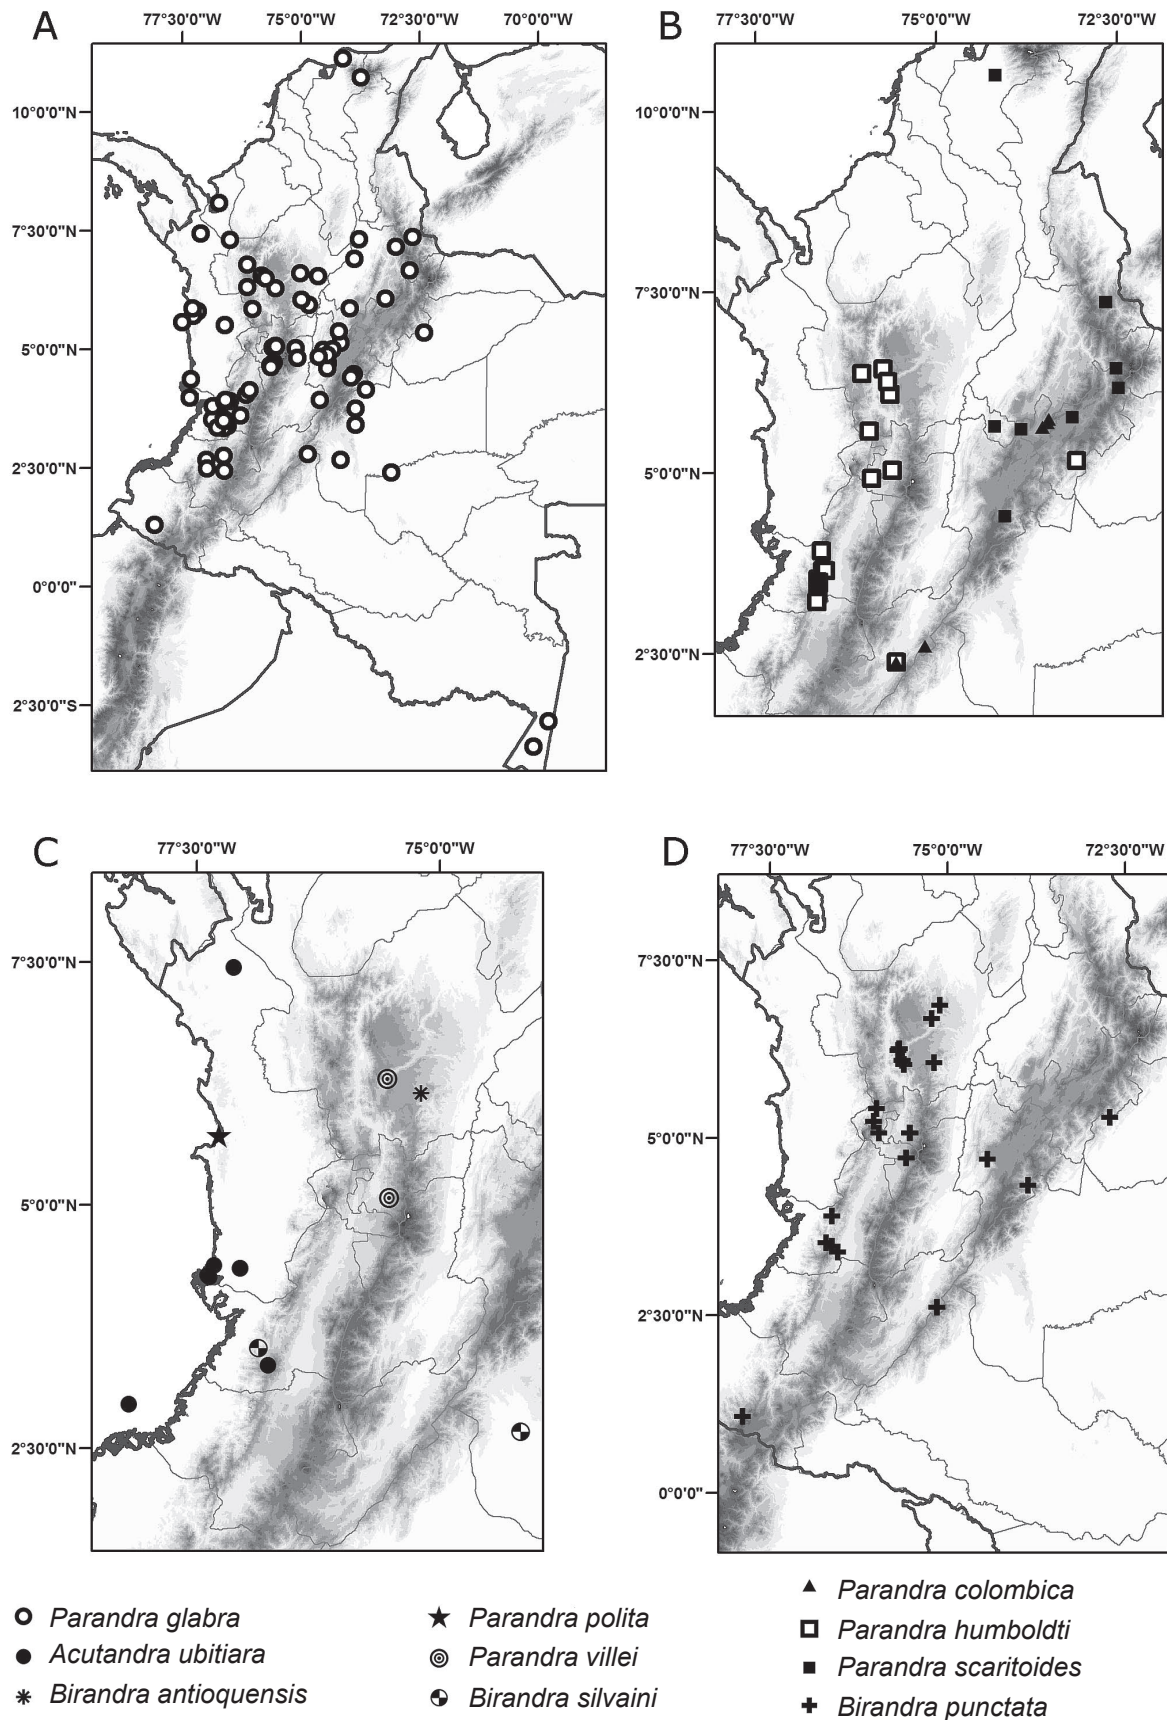 A
77°30'0"W 75°0'0"W 72°30'0"W 70°0'0"W
10°0'0"N
7°30'0"N
5°0'0"N
2°30'0"N
0°0'0"
2°30'0"S
B
77°30'0"W 75°0'0"W 72°30'0"W
10°0'0"N
7°30'0"N
5°0'0"N
2°30'0"N
C
77°30'0"W 75°0'0"W
7°30'0"N
5°0'0"N
2°30'0"N
D
77°30'0"W 75°0'0"W 72°30'0"W
7°30'0"N
5°0'0"N
2°30'0"N
0°0'0"
Parandra glabra
Acutandra ubitiara
Birandra antioquensis
Parandra polita
Parandra villei
Birandra silvaini
Parandra colombica
Parandra humboldti
Parandra scaritoides
Birandra punctata